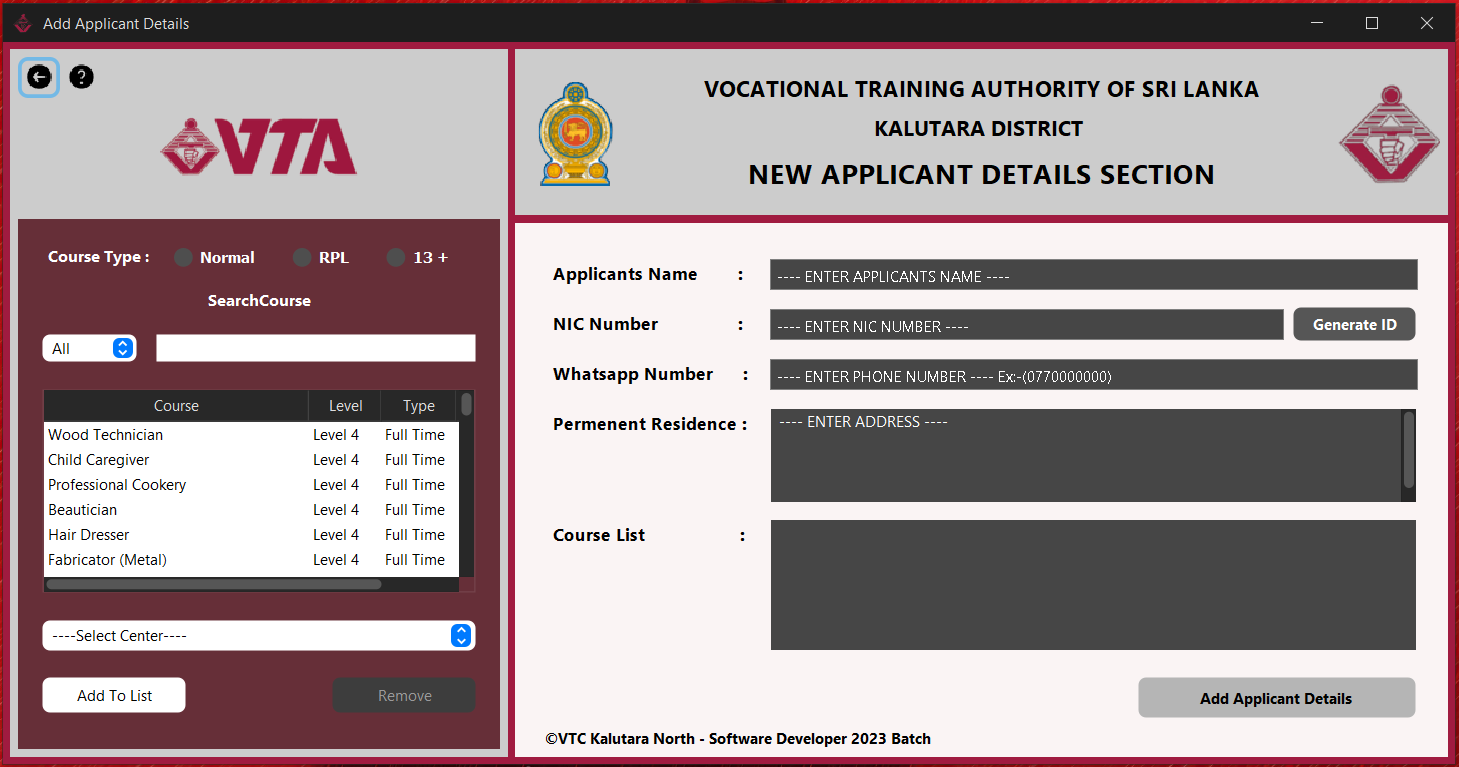 Add Applicant Details
VTA
Course Type : Normal RPL 13 +
SearchCourse
All
Course Level Type
Wood Technician Level 4 Full Time
Child Caregiver Level 4 Full Time
Professional Cookery Level 4 Full Time
Beautician Level 4 Full Time
Hair Dresser Level 4 Full Time
Fabricator (Metal) Level 4 Full Time
----Select Center----
Add To List Remove
VOCATIONAL TRAINING AUTHORITY OF SRI LANKA
KALUTARA DISTRICT
NEW APPLICANT DETAILS SECTION
Applicants Name : ---- ENTER APPLICANTS NAME ----
NIC Number : ---- ENTER NIC NUMBER ---- Generate ID
Whatsapp Number : ---- ENTER PHONE NUMBER ---- Ex:-(0770000000)
Permenent Residence : ---- ENTER ADDRESS ----
Course List :
Add Applicant Details
©VTC Kalutara North - Software Developer 2023 Batch